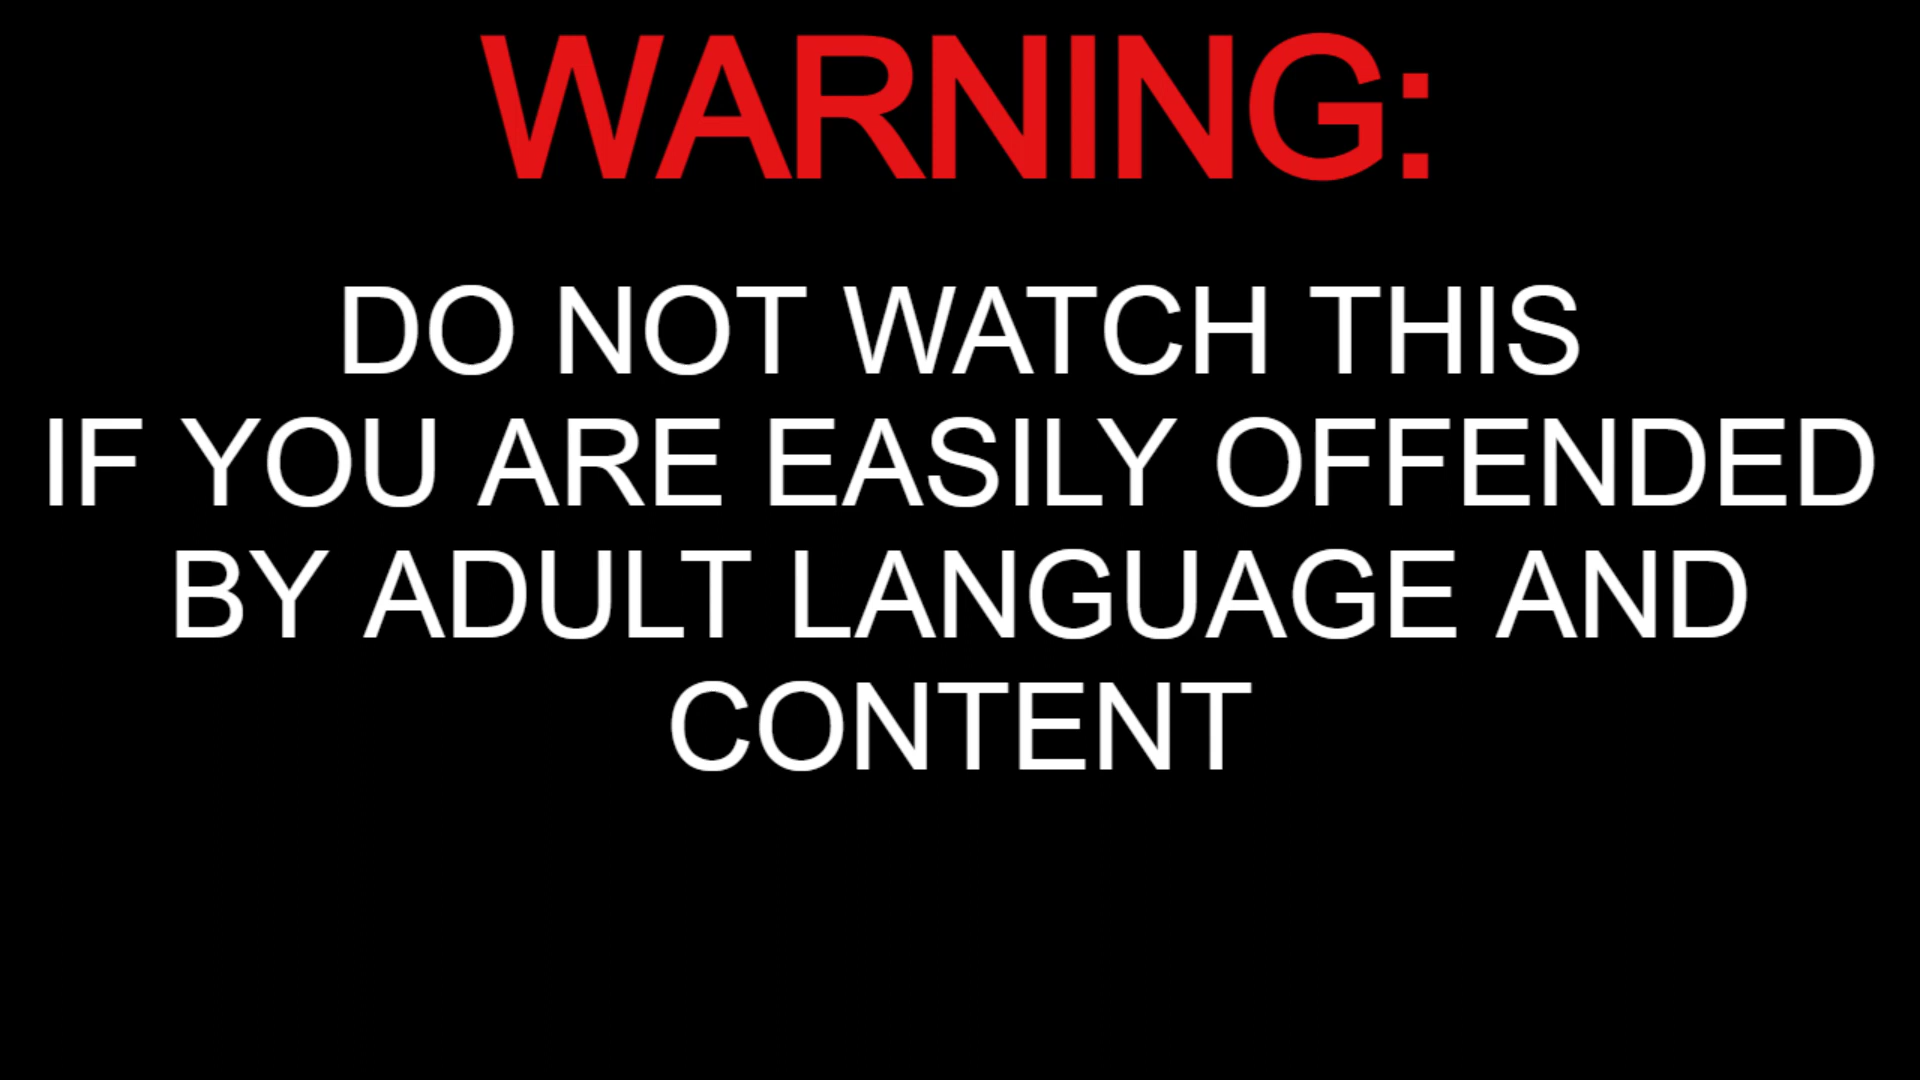 WARNING:
DO NOT WATCH THIS
IF YOU ARE EASILY OFFENDED
BY ADULT LANGUAGE AND
CONTENT